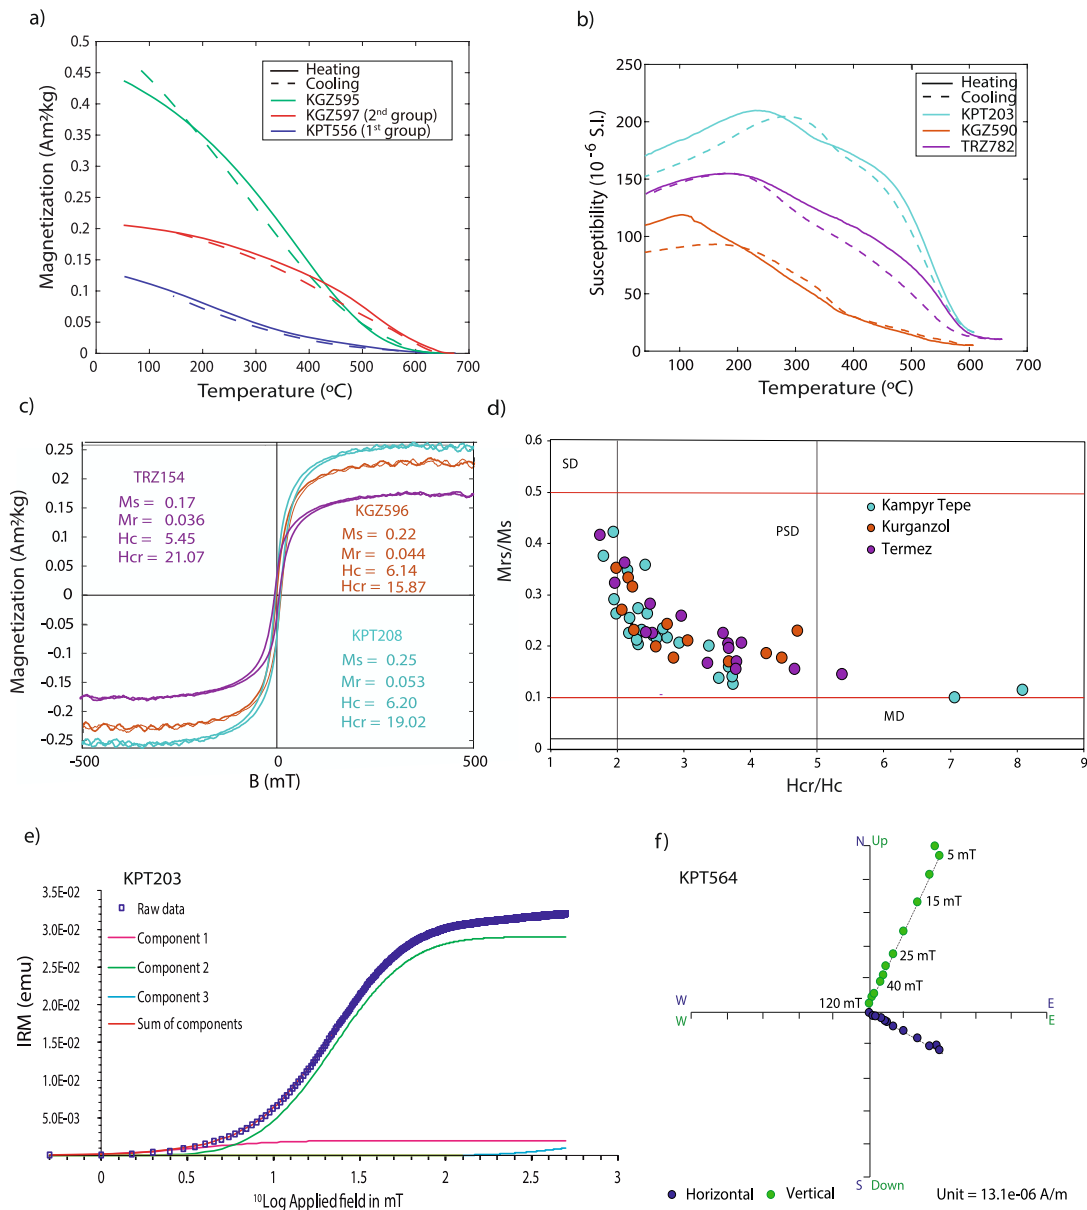 a)
Magnetization (Am²/kg)
0.5
0.45
0.4
0.35
0.3
0.25
0.2
0.15
0.1
0.05
0
Heating
Cooling
KGZ595
KGZ597 (2nd group)
KPT556 (1st group)
0 100 200 300 400 500 600 700
Temperature (ºC)
b)
Susceptibility (10⁻⁶ S.I.)
250
200
150
100
50
0
Heating
Cooling
KPT203
KGZ590
TRZ782
100 200 300 400 500 600 700
Temperature (ºC)
c)
Magnetization (Am²/kg)
0.25
0.2
0.15
0.1
0.05
0
-0.05
-0.1
-0.15
-0.2
-0.25
TRZ154
Ms = 0.17
Mr = 0.036
Hc = 5.45
Hcr = 21.07
KGZ596
Ms = 0.22
Mr = 0.044
Hc = 6.14
Hcr = 15.87
KPT208
Ms = 0.25
Mr = 0.053
Hc = 6.20
Hcr = 19.02
-500 0 500
B (mT)
d)
Mrs/Ms
0.6
0.5
0.4
0.3
0.2
0.1
0
SD
PSD
MD
Kampyr Tepe
Kurganzol
Termez
1 2 3 4 5 6 7 8 9
Hcr/Hc
e)
KPT203
IRM (emu)
3.5E-02
3.0E-02
2.5E-02
2.0E-02
1.5E-02
1.0E-02
5.0E-03
Raw data
Component 1
Component 2
Component 3
Sum of components
0 0.5 1 1.5 2 2.5 3
¹⁰Log Applied field in mT
f)
KPT564
N Up
5 mT
15 mT
25 mT
40 mT
120 mT
W E
W E
S Down
Horizontal Vertical
Unit = 13.1e-06 A/m